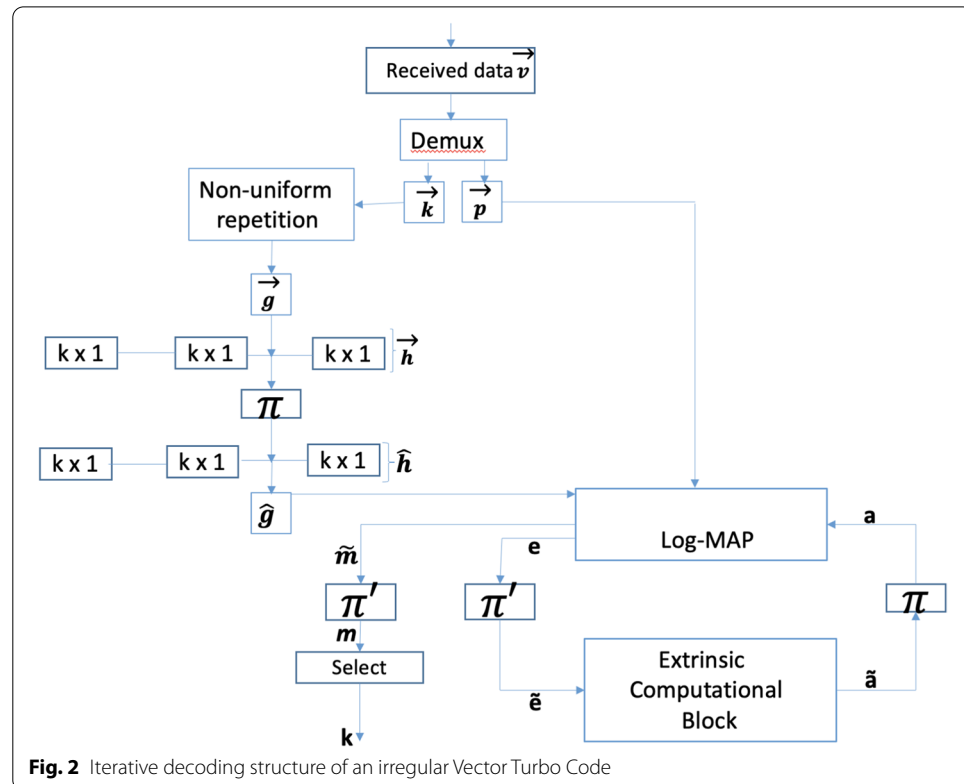 Received data v⃗
Demux
Non-uniform
repetition
k⃗
p⃗
g⃗
k x 1
k x 1
k x 1
h⃗
π
k x 1
k x 1
k x 1
ĥ
ĝ
Log-MAP
a
m̃
e
π′
π′
π
m
Select
Extrinsic
Computational
Block
ẽ
ã
k
Fig. 2 Iterative decoding structure of an irregular Vector Turbo Code